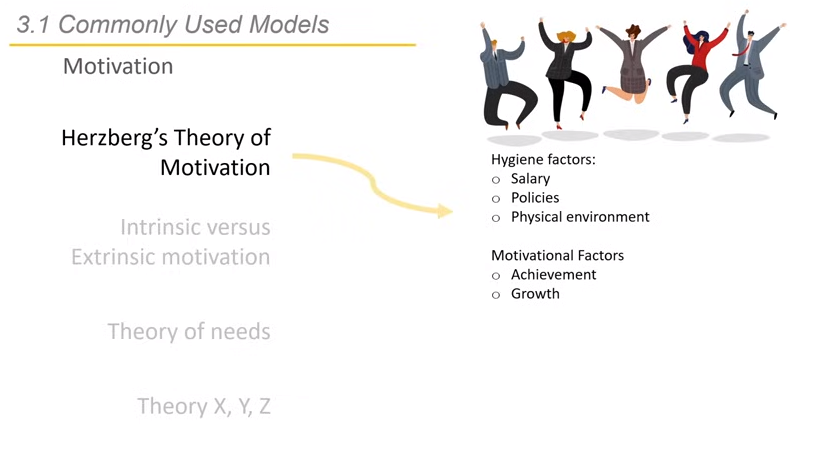 3.1 Commonly Used Models
Motivation
Herzberg’s Theory of
Motivation
Intrinsic versus
Extrinsic motivation
Theory of needs
Theory X, Y, Z
Hygiene factors:
o Salary
o Policies
o Physical environment
Motivational Factors
o Achievement
o Growth